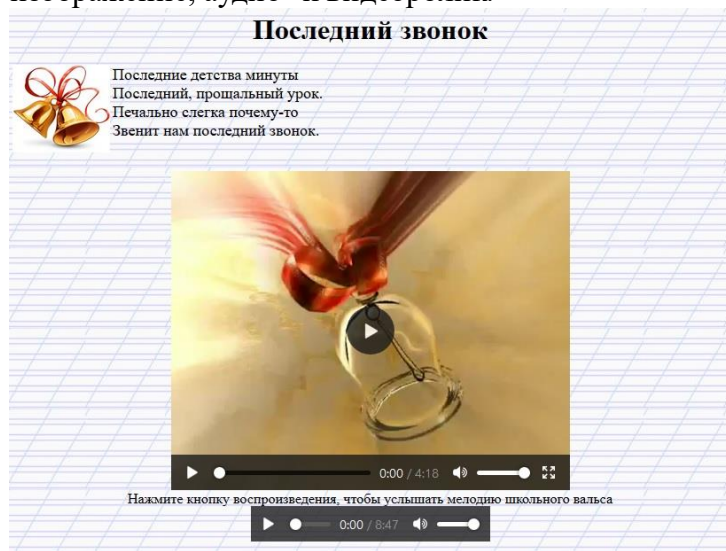 Последний звонок
Последние детства минуты
Последний, прощальный урок.
Печально слегка почему-то
Звенит нам последний звонок.
0:00 / 4:18
Нажмите кнопку воспроизведения, чтобы услышать мелодию школьного вальса
0:00 / 8:47